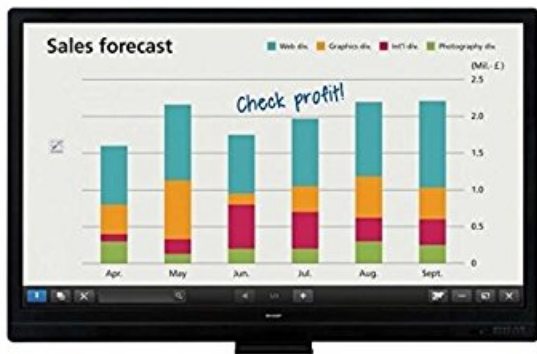 Sales forecast
Web div. Graphics div. Int'l div. Photography div.
(Mil.- £)
2.5
Check profit!
2.0
1.5
1.0
0.5
0
Apr. May Jun. Jul. Aug. Sept.
SHARP